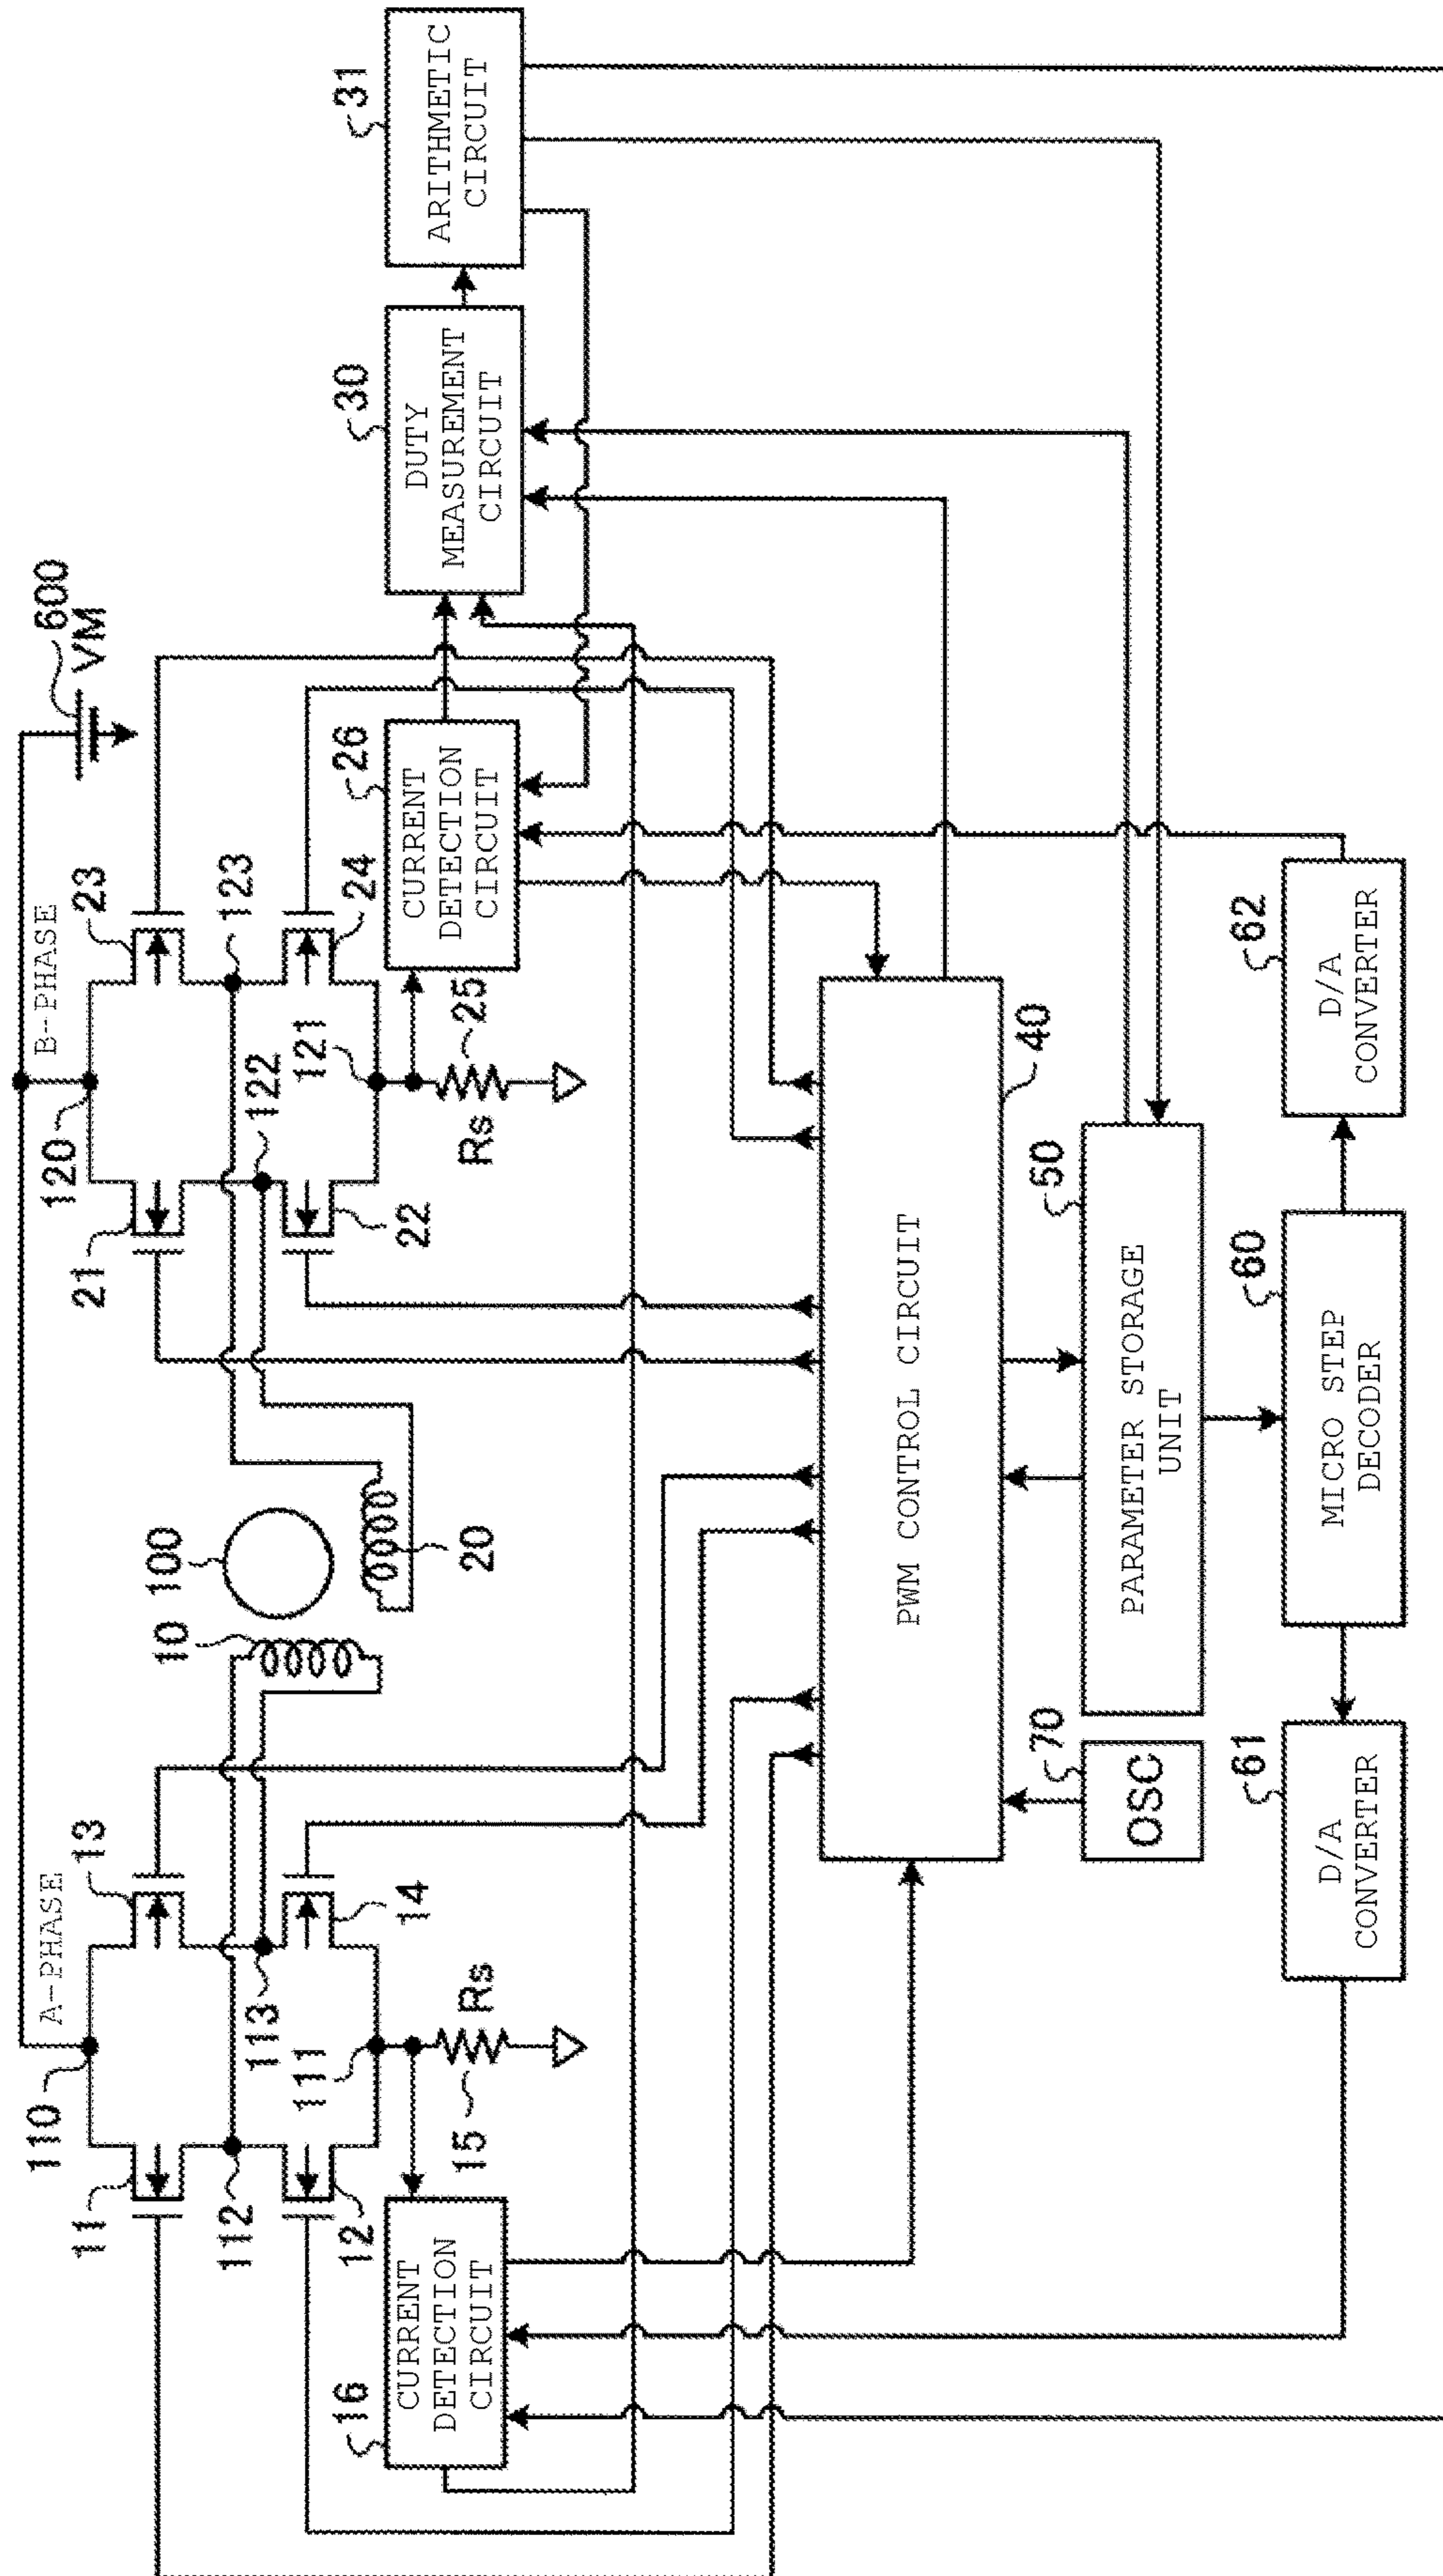 600
VM
A-PHASE
B-PHASE
110
11
13
112
113
12
14
111
15
Rs
16
CURRENT
DETECTION
CIRCUIT
10
100
20
120
21
23
122
123
22
24
121
Rs
25
26
CURRENT
DETECTION
CIRCUIT
30
DUTY
MEASUREMENT
CIRCUIT
31
ARITHMETIC
CIRCUIT
PWM CONTROL CIRCUIT
40
70
OSC
50
PARAMETER STORAGE
UNIT
61
D/A
CONVERTER
60
MICRO STEP
DECODER
62
D/A
CONVERTER